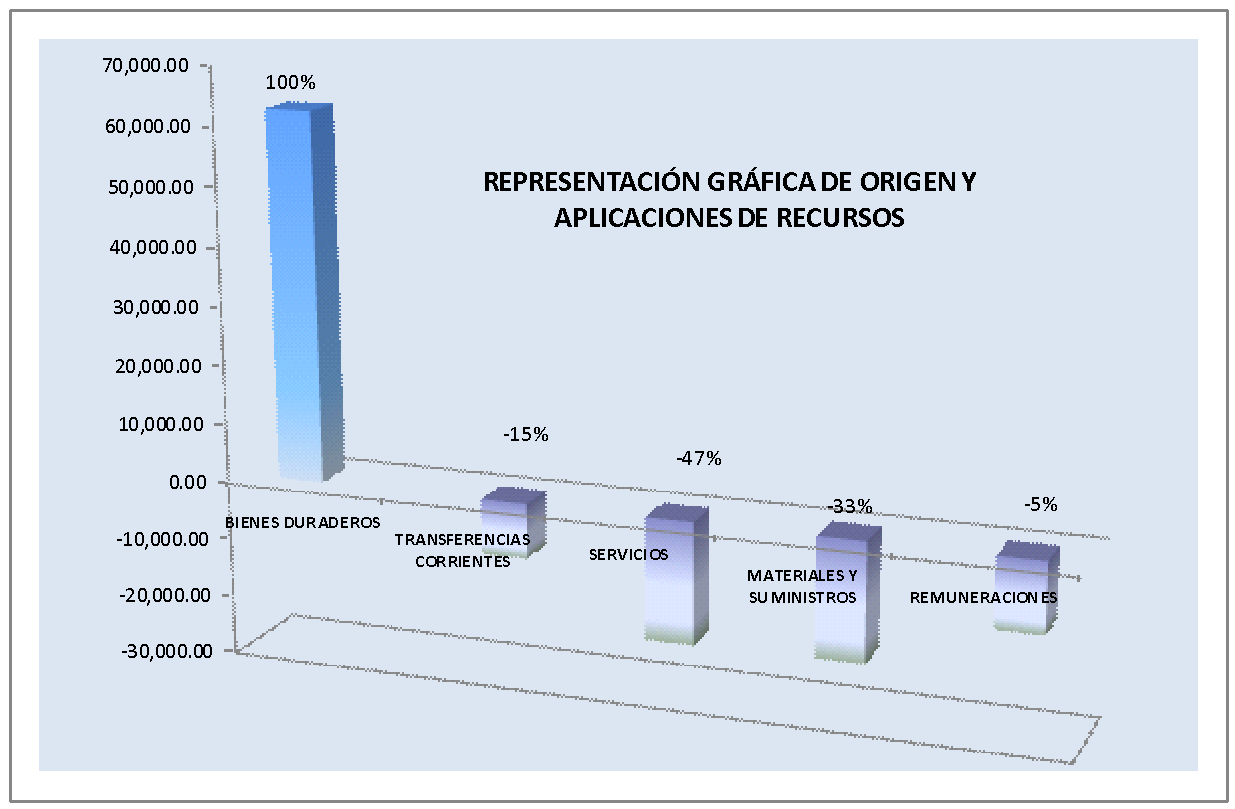 REPRESENTACIÓN GRÁFICA DE ORIGEN Y
APLICACIONES DE RECURSOS
70,000.00
60,000.00
50,000.00
40,000.00
30,000.00
20,000.00
10,000.00
0.00
-10,000.00
-20,000.00
-30,000.00
100%
-15%
-47%
-33%
-5%
BIENES DURADEROS
TRANSFERENCIAS
CORRIENTES
SERVICIOS
MATERIALES Y
SUMINISTROS
REMUNERACIONES